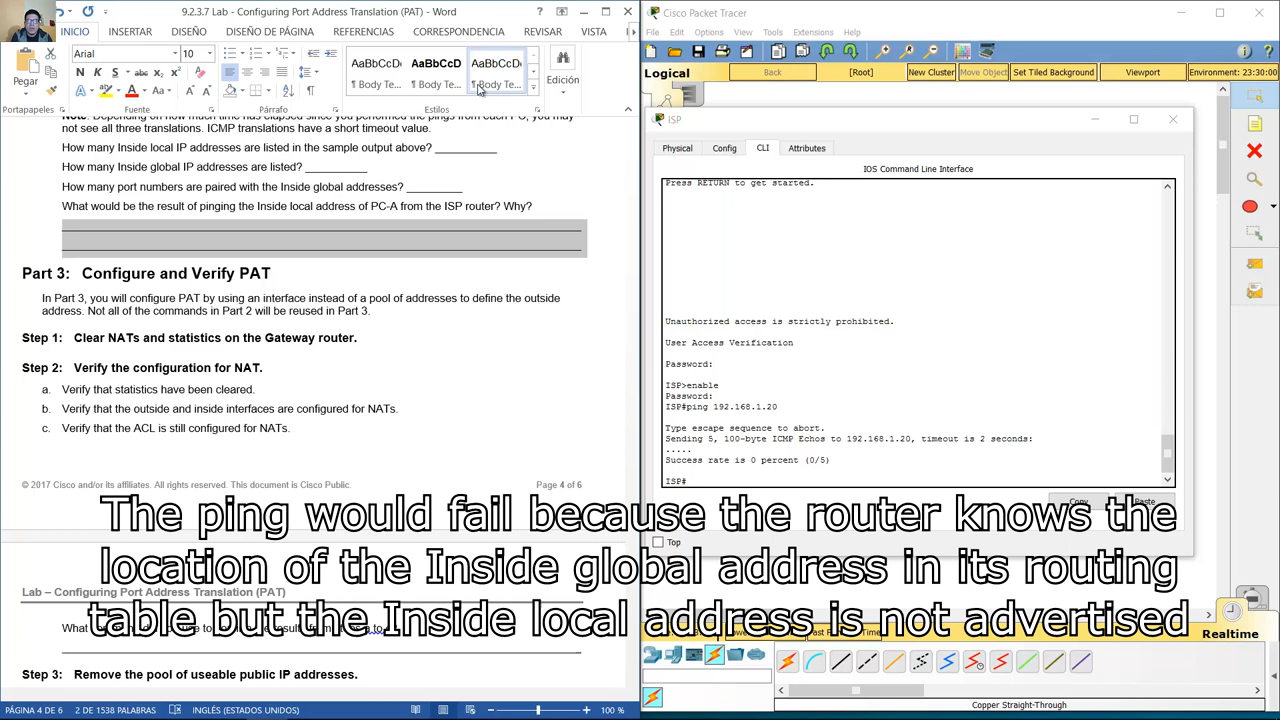 9.2.3.7 Lab - Configuring Port Address Translation (PAT) - Word
INICIO INSERTAR DISEÑO DISEÑO DE PÁGINA REFERENCIAS CORRESPONDENCIA REVISAR VISTA
Pegar
Arial 10
AaBbCcD AaBbCcD AaBbCcD
¶ Body Te... ¶ Body Te... ¶ Body Te...
Edición
Portapapeles Fuente Párrafo Estilos
not see all three translations. ICMP translations have a short timeout value.
How many Inside local IP addresses are listed in the sample output above?
How many Inside global IP addresses are listed?
How many port numbers are paired with the Inside global addresses?
What would be the result of pinging the Inside local address of PC-A from the ISP router? Why?
Part 3: Configure and Verify PAT
In Part 3, you will configure PAT by using an interface instead of a pool of addresses to define the outside
address. Not all of the commands in Part 2 will be reused in Part 3.
Step 1: Clear NATs and statistics on the Gateway router.
Step 2: Verify the configuration for NAT.
a. Verify that statistics have been cleared.
b. Verify that the outside and inside interfaces are configured for NATs.
c. Verify that the ACL is still configured for NATs.
© 2017 Cisco and/or its affiliates. All rights reserved. This document is Cisco Public. Page 4 of 6
Lab – Configuring Port Address Translation (PAT)
What
Step 3: Remove the pool of useable public IP addresses.
PÁGINA 4 DE 6 2 DE 1538 PALABRAS INGLÉS (ESTADOS UNIDOS) 100 %
Cisco Packet Tracer
File Edit Options View Tools Extensions Help
Logical Back [Root] New Cluster Move Object Set Tiled Background Viewport Environment: 23:30:00
ISP
Physical Config CLI Attributes
IOS Command Line Interface
Press RETURN to get started.
Unauthorized access is strictly prohibited.
User Access Verification
Password:
ISP>enable
Password:
ISP#ping 192.168.1.20
Type escape sequence to abort.
Sending 5, 100-byte ICMP Echos to 192.168.1.20, timeout is 2 seconds:
.....
Success rate is 0 percent (0/5)
ISP#
Copy Paste
Top
The ping would fail because the router knows the
location of the Inside global address in its routing
table but the Inside local address is not advertised
Realtime
Copper Straight-Through